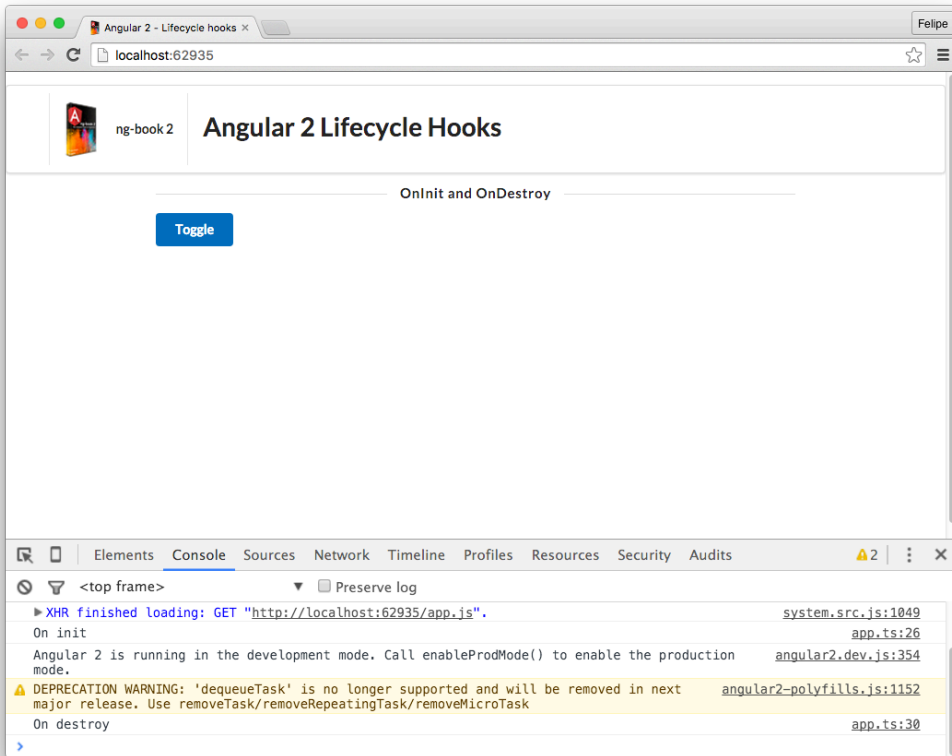 Angular 2 - Lifecycle hooks
Felipe
localhost:62935
ng-book 2
Angular 2 Lifecycle Hooks
OnInit and OnDestroy
Toggle
Elements Console Sources Network Timeline Profiles Resources Security Audits 2
<top frame> Preserve log
XHR finished loading: GET "http://localhost:62935/app.js". system.src.js:1049
On init app.ts:26
Angular 2 is running in the development mode. Call enableProdMode() to enable the production angular2.dev.js:354
mode.
DEPRECATION WARNING: 'dequeueTask' is no longer supported and will be removed in next angular2-polyfills.js:1152
major release. Use removeTask/removeRepeatingTask/removeMicroTask
On destroy app.ts:30